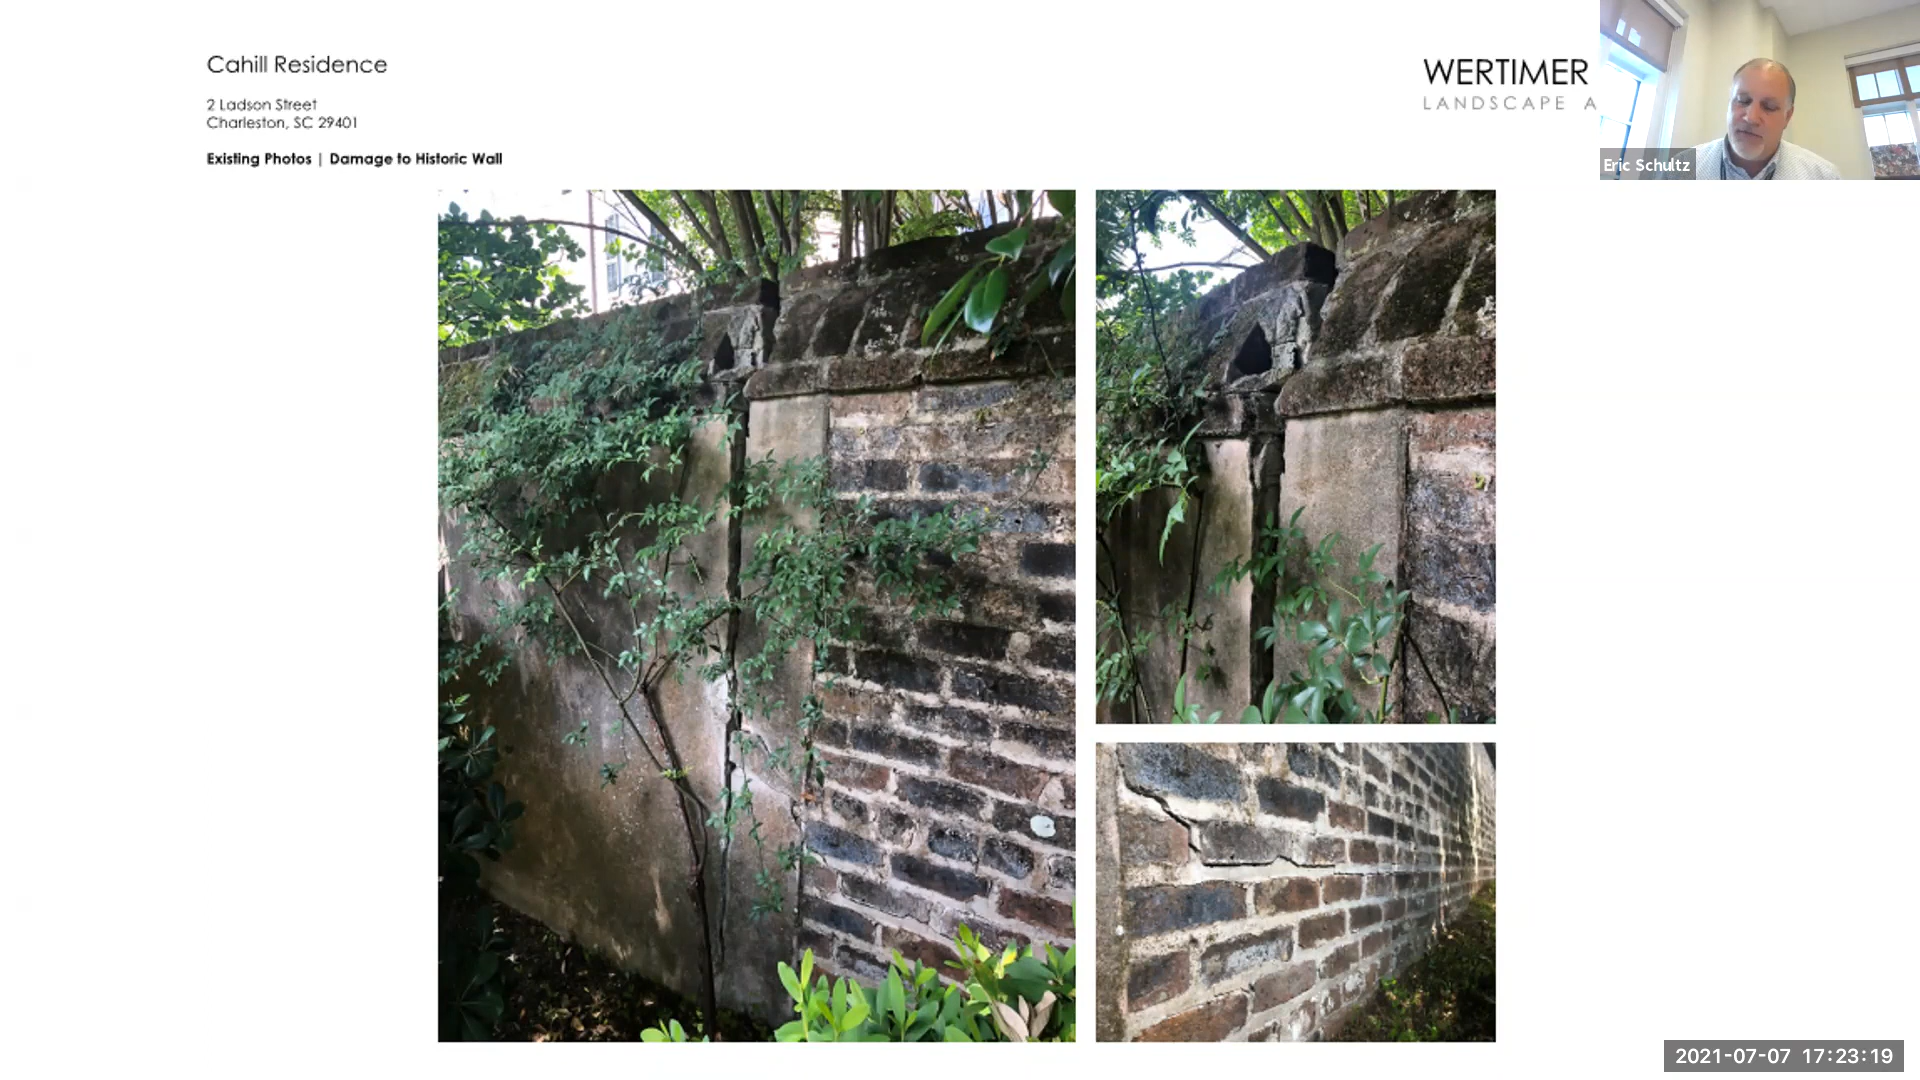 Cahill Residence
2 Ladson Street
Charleston, SC 29401
Existing Photos | Damage to Historic Wall
WERTIMER
LANDSCAPE A
Eric Schultz
2021-07-07 17:23:19